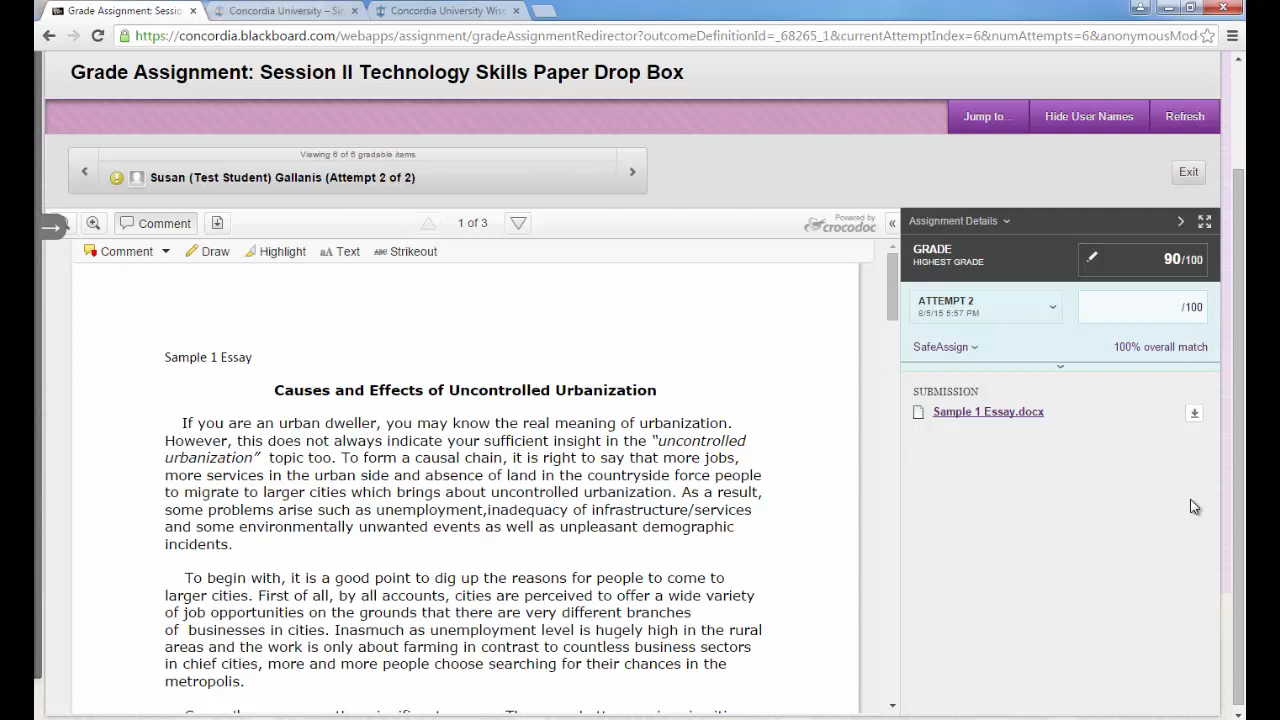 Grade Assignment: Sessio
Concordia University – Si
Concordia University Wise
https://concordia.blackboard.com/webapps/assignment/gradeAssignmentRedirector?outcomeDefinitionId=_68265_1&currentAttemptIndex=6&numAttempts=6&anonymousMod
Grade Assignment: Session II Technology Skills Paper Drop Box
Jump to...
Hide User Names
Refresh
Viewing 6 of 6 gradable items
Susan (Test Student) Gallanis (Attempt 2 of 2)
Exit
Comment
1 of 3
Powered by
crocodoc
Assignment Details
Comment
Draw
Highlight
aA Text
abc Strikeout
GRADE
HIGHEST GRADE
90/100
ATTEMPT 2
8/5/15 5:57 PM
/100
SafeAssign
100% overall match
SUBMISSION
Sample 1 Essay.docx
Sample 1 Essay
Causes and Effects of Uncontrolled Urbanization
If you are an urban dweller, you may know the real meaning of urbanization.
However, this does not always indicate your sufficient insight in the “uncontrolled
urbanization” topic too. To form a causal chain, it is right to say that more jobs,
more services in the urban side and absence of land in the countryside force people
to migrate to larger cities which brings about uncontrolled urbanization. As a result,
some problems arise such as unemployment,inadequacy of infrastructure/services
and some environmentally unwanted events as well as unpleasant demographic
incidents.
To begin with, it is a good point to dig up the reasons for people to come to
larger cities. First of all, by all accounts, cities are perceived to offer a wide variety
of job opportunities on the grounds that there are very different branches
of businesses in cities. Inasmuch as unemployment level is hugely high in the rural
areas and the work is only about farming in contrast to countless business sectors
in chief cities, more and more people choose searching for their chances in the
metropolis.